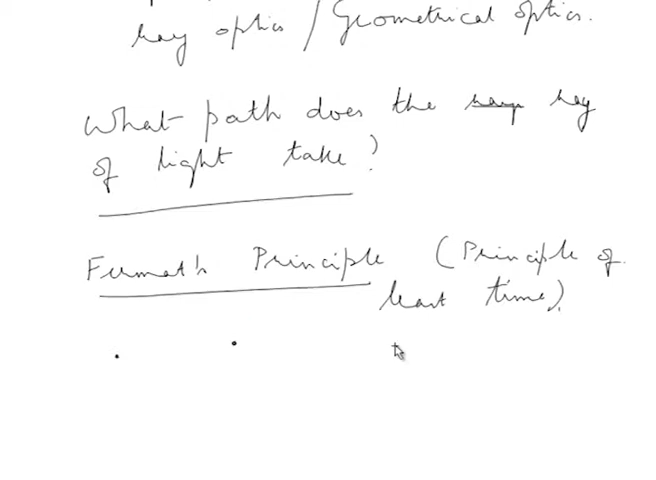 ray optics / Geometrical optics.
What path does the ray
of light take?
Fermat's Principle (Principle of
least time).